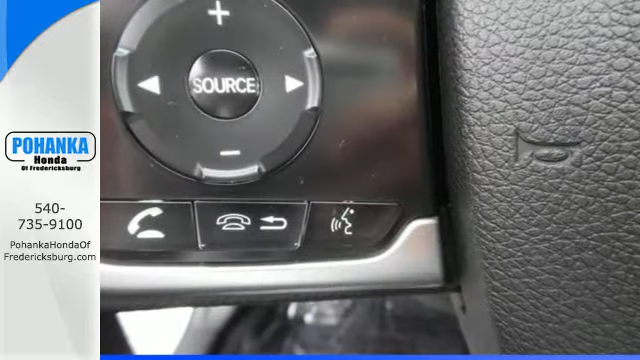 POHANKA
Honda
Of Fredericksburg
540-
735-9100
PohankaHondaOf
Fredericksburg.com
+
SOURCE
-